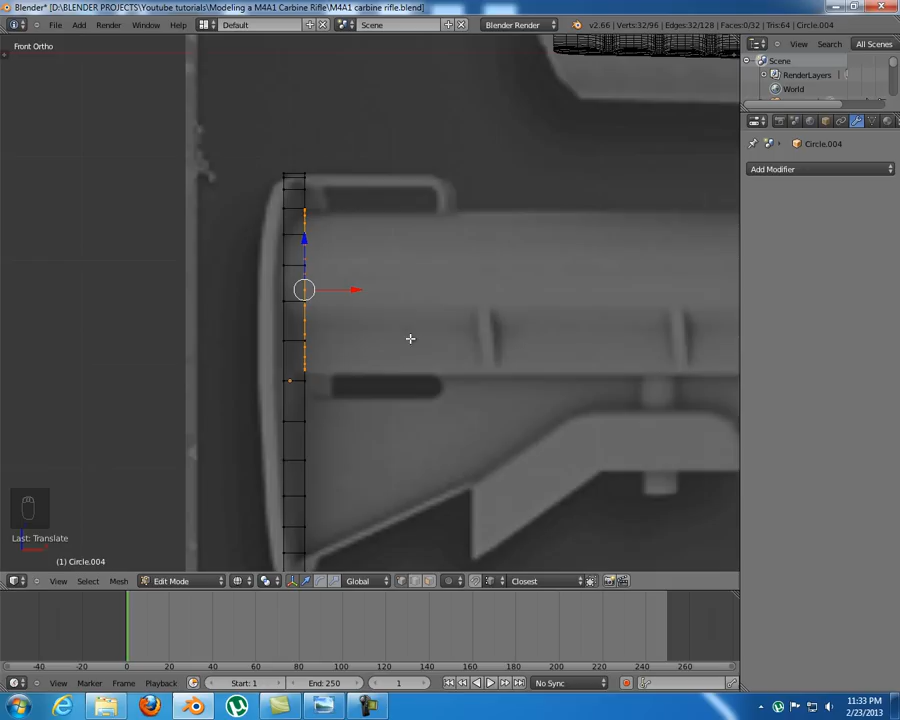 Blender* [D:\BLENDER PROJECTS\Youtube tutorials\Modeling a M4A1 Carbine Rifle\M4A1 carbine rifle.blend]
File Add Render Window Help Default Scene Blender Render v2.66 | Verts:32/96 | Edges:32/128 | Faces:0/32 | Tris:64 | Circle.004
Front Ortho
View Search All Scenes
Scene
RenderLayers
World
Circle.004
Add Modifier
Last: Translate
(1) Circle.004
View Select Mesh Edit Mode Global Closest
-40 -20 0 20 40 60 80 100 120 140 160 180 200 220 240 260
View Marker Frame Playback Start: 1 End: 250 1 No Sync
11:33 PM
2/23/2013